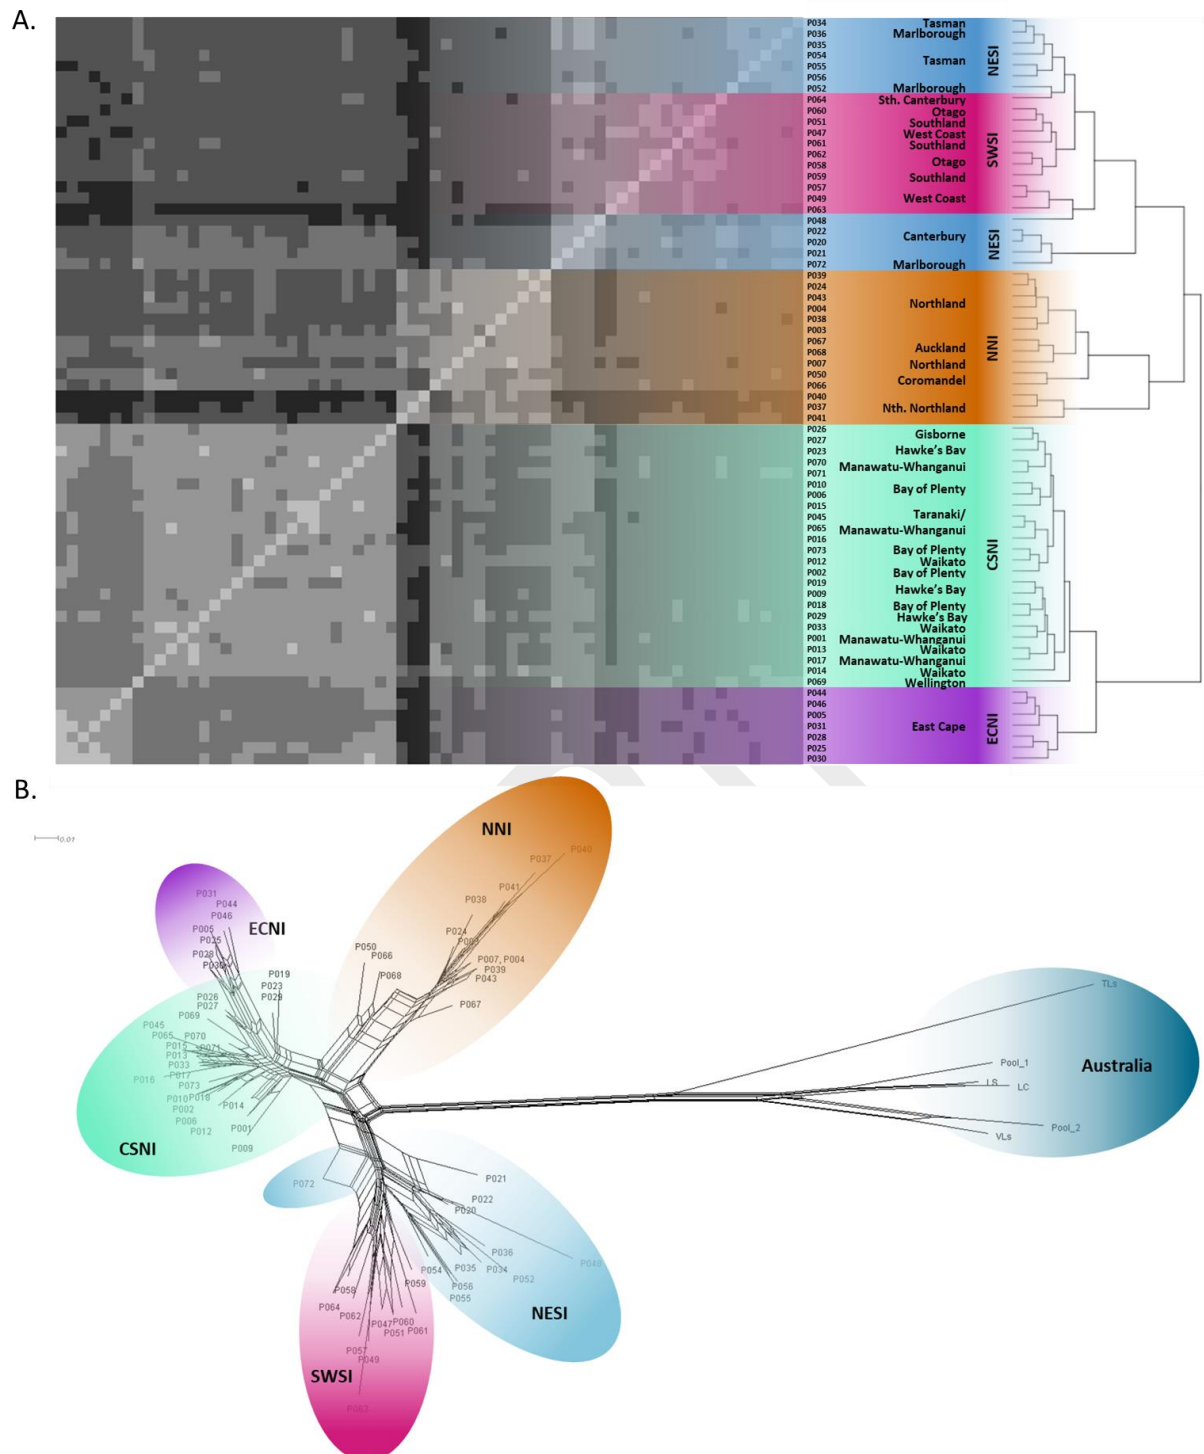 A.
P034 Tasman
P036 Marlborough
P035
P054
P055 Tasman
P056
P052 Marlborough
NESI
P064 Sth. Canterbury
P060 Otago
P051 Southland
P047 West Coast
P061 Southland
P062
P058 Otago
P059 Southland
P057
P049 West Coast
P063
SWSI
P048
P022 Canterbury
P020
P021
P072 Marlborough
NESI
P039
P024
P043 Northland
P004
P038
P003
P067
P068 Auckland
P007 Northland
P050 Coromandel
P066
P040
P037 Nth. Northland
P041
NNI
P026 Gisborne
P027
P023 Hawke's Bav
P070 Manawatu-Whanganui
P071
P010 Bay of Plenty
P006
P015
P045 Taranaki/
P065 Manawatu-Whanganui
P016
P073 Bay of Plenty
P012 Waikato
P002 Bay of Plenty
P019 Hawke's Bay
P009
P018 Bay of Plenty
P029 Hawke's Bay
P033 Waikato
P001 Manawatu-Whanganui
P013 Waikato
P017 Manawatu-Whanganui
P014 Waikato
P069 Wellington
CSNI
P044
P046
P005
P031 East Cape
P028
P025
P030
ECNI
B.
0.01
NNI
P037
P040
P041
P038
P031
P044
P046
ECNI
P005
P025
P028
P030
P024
P003
P050
P066
P068
P007, P004
P039
P043
P067
P019
P023
P029
P026
P027
P069
P045
P065
P070
P015
P071
P013
P033
P017
P016
P073
P010
P018
P002
P014
P006
P012
P001
P009
CSNI
TLs
Pool_1
Australia
LS
LC
Pool_2
VLs
P072
P021
P022
P020
P036
P048
P054
P035
P034
P052
P056
P055
P059
NESI
P058
P064
P062
P047
P060
P051
P061
P057
P049
SWSI
P063